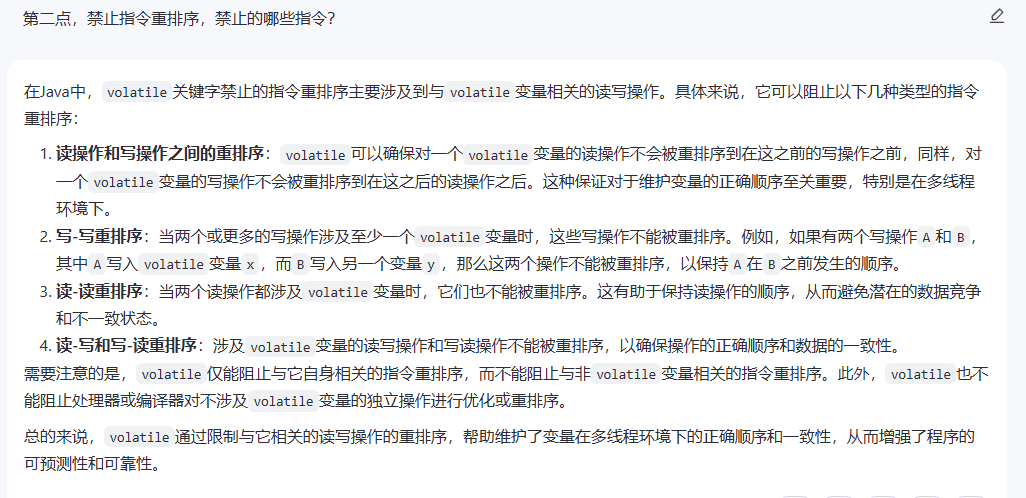 第二点，禁止指令重排序，禁止的哪些指令？
在Java中， volatile 关键字禁止的指令重排序主要涉及到与 volatile 变量相关的读写操作。具体来说，它可以阻止以下几种类型的指令
重排序：
1. 读操作和写操作之间的重排序： volatile 可以确保对一个 volatile 变量的读操作不会被重排序到在这之前的写操作之前，同样，对
一个 volatile 变量的写操作不会被重排序到在这之后的读操作之后。这种保证对于维护变量的正确顺序至关重要，特别是在多线程
环境下。
2. 写-写重排序：当两个或更多的写操作涉及至少一个 volatile 变量时，这些写操作不能被重排序。例如，如果有两个写操作 A 和 B ，
其中 A 写入 volatile 变量 x ，而 B 写入另一个变量 y ，那么这两个操作不能被重排序，以保持 A 在 B 之前发生的顺序。
3. 读-读重排序：当两个读操作都涉及 volatile 变量时，它们也不能被重排序。这有助于保持读操作的顺序，从而避免潜在的数据竞争
和不一致状态。
4. 读-写和写-读重排序：涉及 volatile 变量的读写操作和写读操作不能被重排序，以确保操作的正确顺序和数据的一致性。
需要注意的是， volatile 仅能阻止与它自身相关的指令重排序，而不能阻止与非 volatile 变量相关的指令重排序。此外， volatile 也不
能阻止处理器或编译器对不涉及 volatile 变量的独立操作进行优化或重排序。
总的来说， volatile 通过限制与它相关的读写操作的重排序，帮助维护了变量在多线程环境下的正确顺序和一致性，从而增强了程序的
可预测性和可靠性。